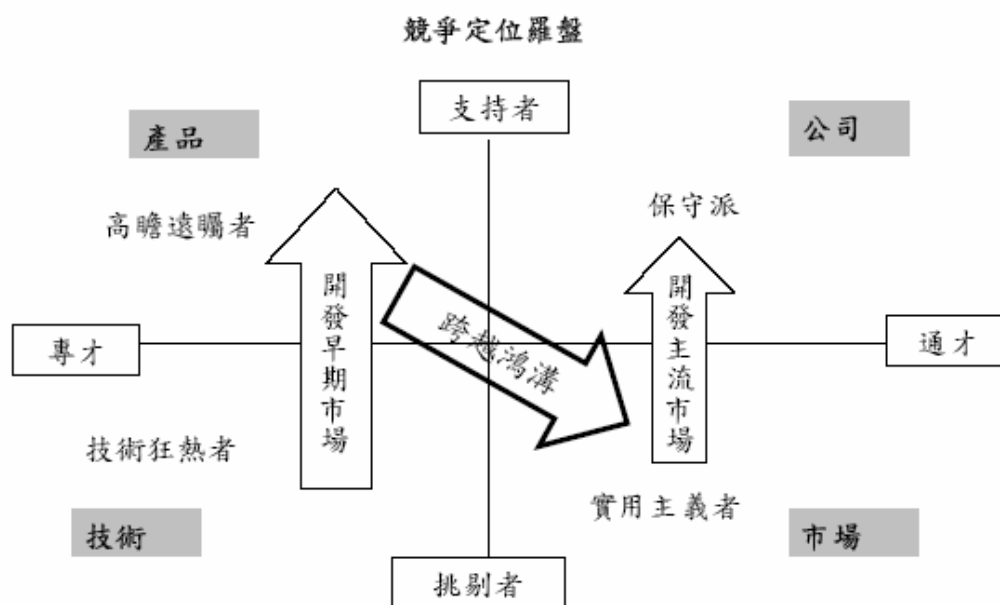 競爭定位羅盤
支持者
產品
公司
高瞻遠矚者
保守派
開發早期市場
跨越鴻溝
開發主流市場
專才
通才
技術狂熱者
實用主義者
技術
市場
挑剔者